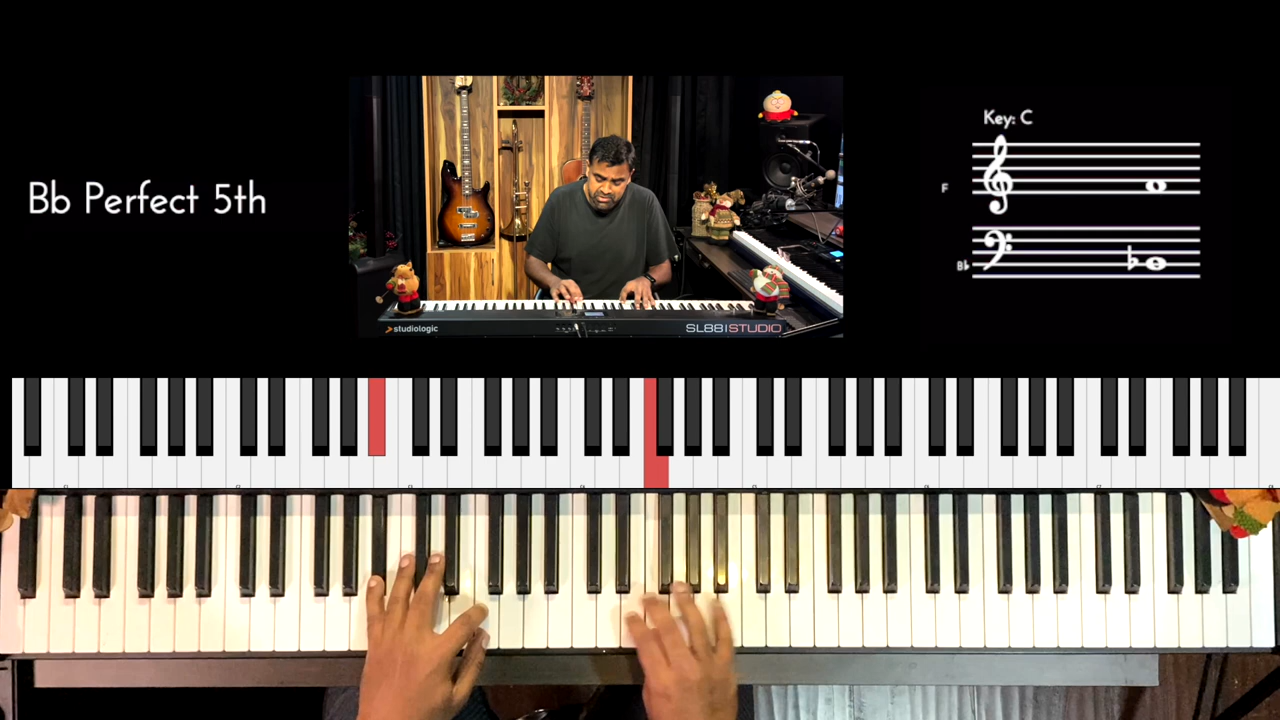 Bb Perfect 5th
Key: C
F
Bb
studiologic
SL88 STUDIO